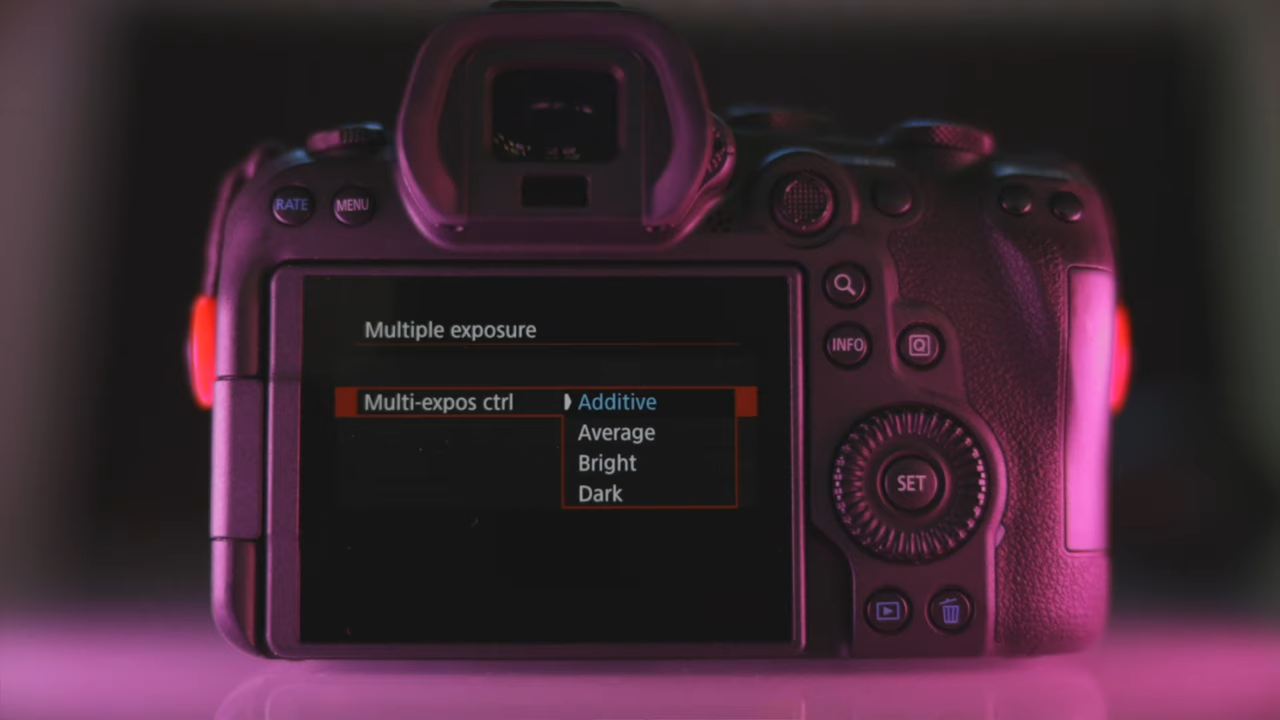 RATE
MENU
Multiple exposure
INFO
Q
Multi-expos ctrl
Additive
Average
Bright
Dark
SET